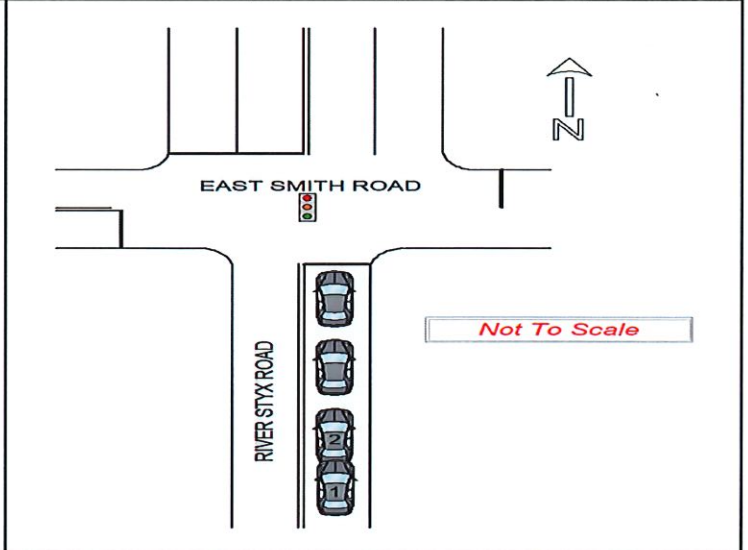 N
EAST SMITH ROAD
Not To Scale
RIVER STYX ROAD
2
1